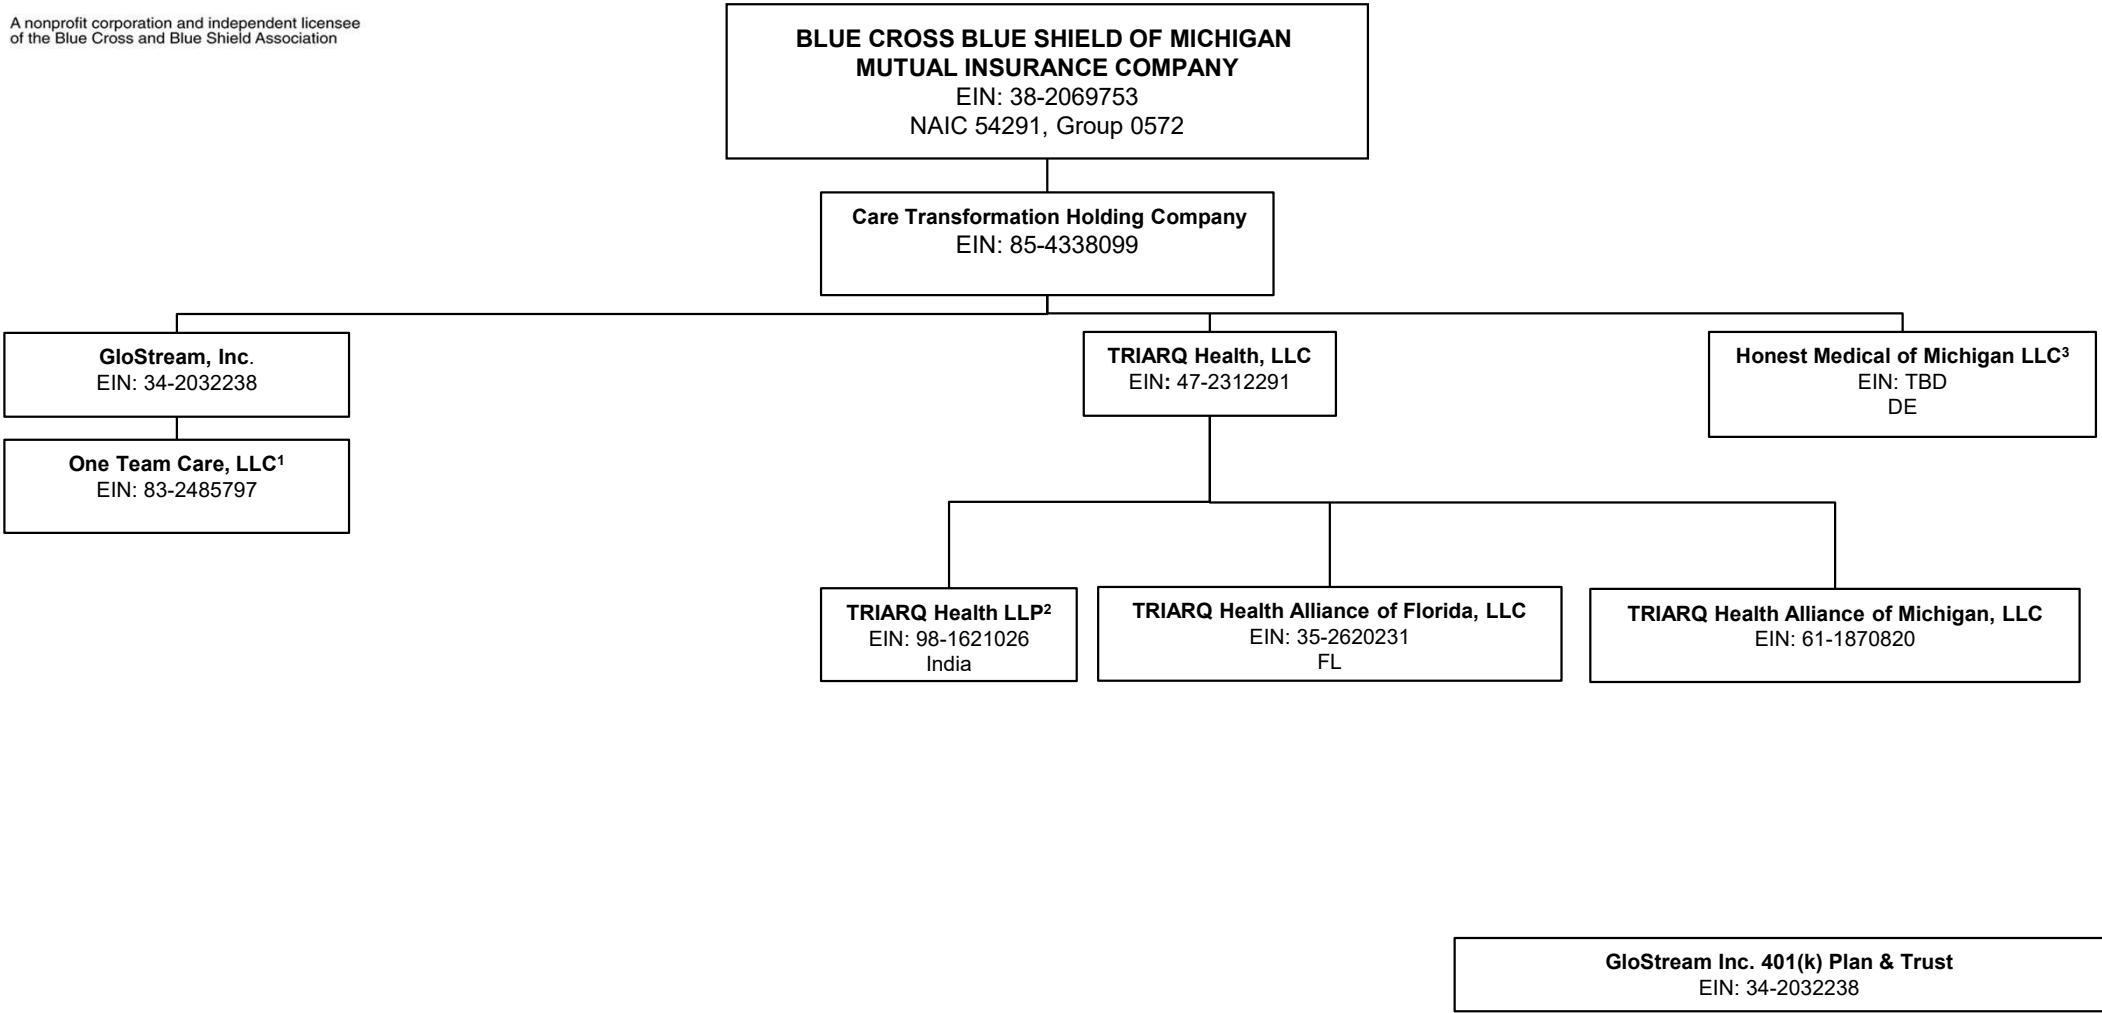 A nonprofit corporation and independent licensee
of the Blue Cross and Blue Shield Association
BLUE CROSS BLUE SHIELD OF MICHIGAN
MUTUAL INSURANCE COMPANY
EIN: 38-2069753
NAIC 54291, Group 0572
Care Transformation Holding Company
EIN: 85-4338099
GloStream, Inc.
EIN: 34-2032238
TRIARQ Health, LLC
EIN: 47-2312291
Honest Medical of Michigan LLC³
EIN: TBD
DE
One Team Care, LLC¹
EIN: 83-2485797
TRIARQ Health LLP²
EIN: 98-1621026
India
TRIARQ Health Alliance of Florida, LLC
EIN: 35-2620231
FL
TRIARQ Health Alliance of Michigan, LLC
EIN: 61-1870820
GloStream Inc. 401(k) Plan & Trust
EIN: 34-2032238